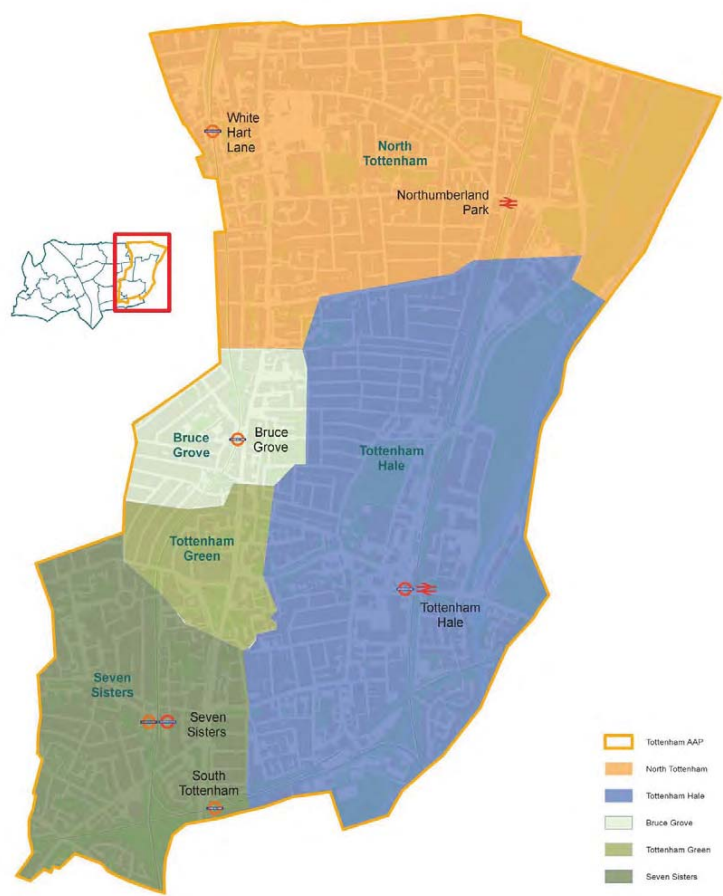 White
Hart
Lane
North
Tottenham
Northumberland
Park
Bruce
Grove
Bruce
Grove
Tottenham
Hale
Tottenham
Green
Tottenham
Hale
Seven
Sisters
Seven
Sisters
South
Tottenham
Tottenham AAP
North Tottenham
Tottenham Hale
Bruce Grove
Tottenham Green
Seven Sisters